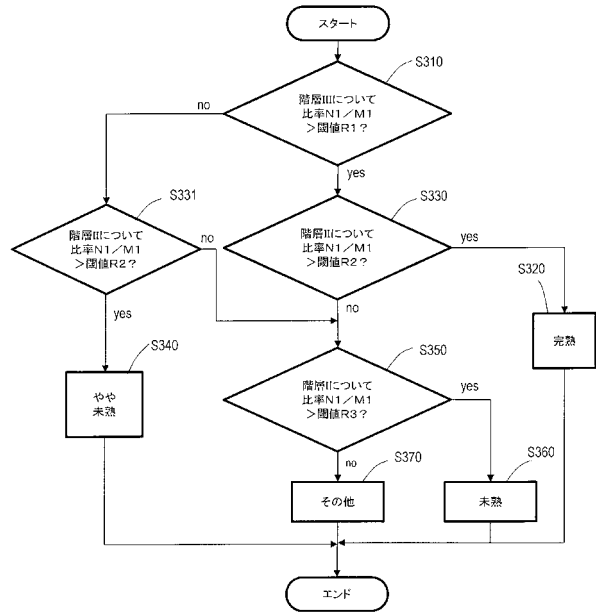 スタート
S310
階層IIIについて
比率N1／M1
＞閾値R1？
no
yes
S331
階層IIについて
比率N1／M1
＞閾値R2？
no
yes
S330
階層IIについて
比率N1／M1
＞閾値R2？
yes
no
S320
完熟
S340
やや
未熟
S350
階層Iについて
比率N1／M1
＞閾値R3？
yes
no
S370
その他
S360
未熟
エンド